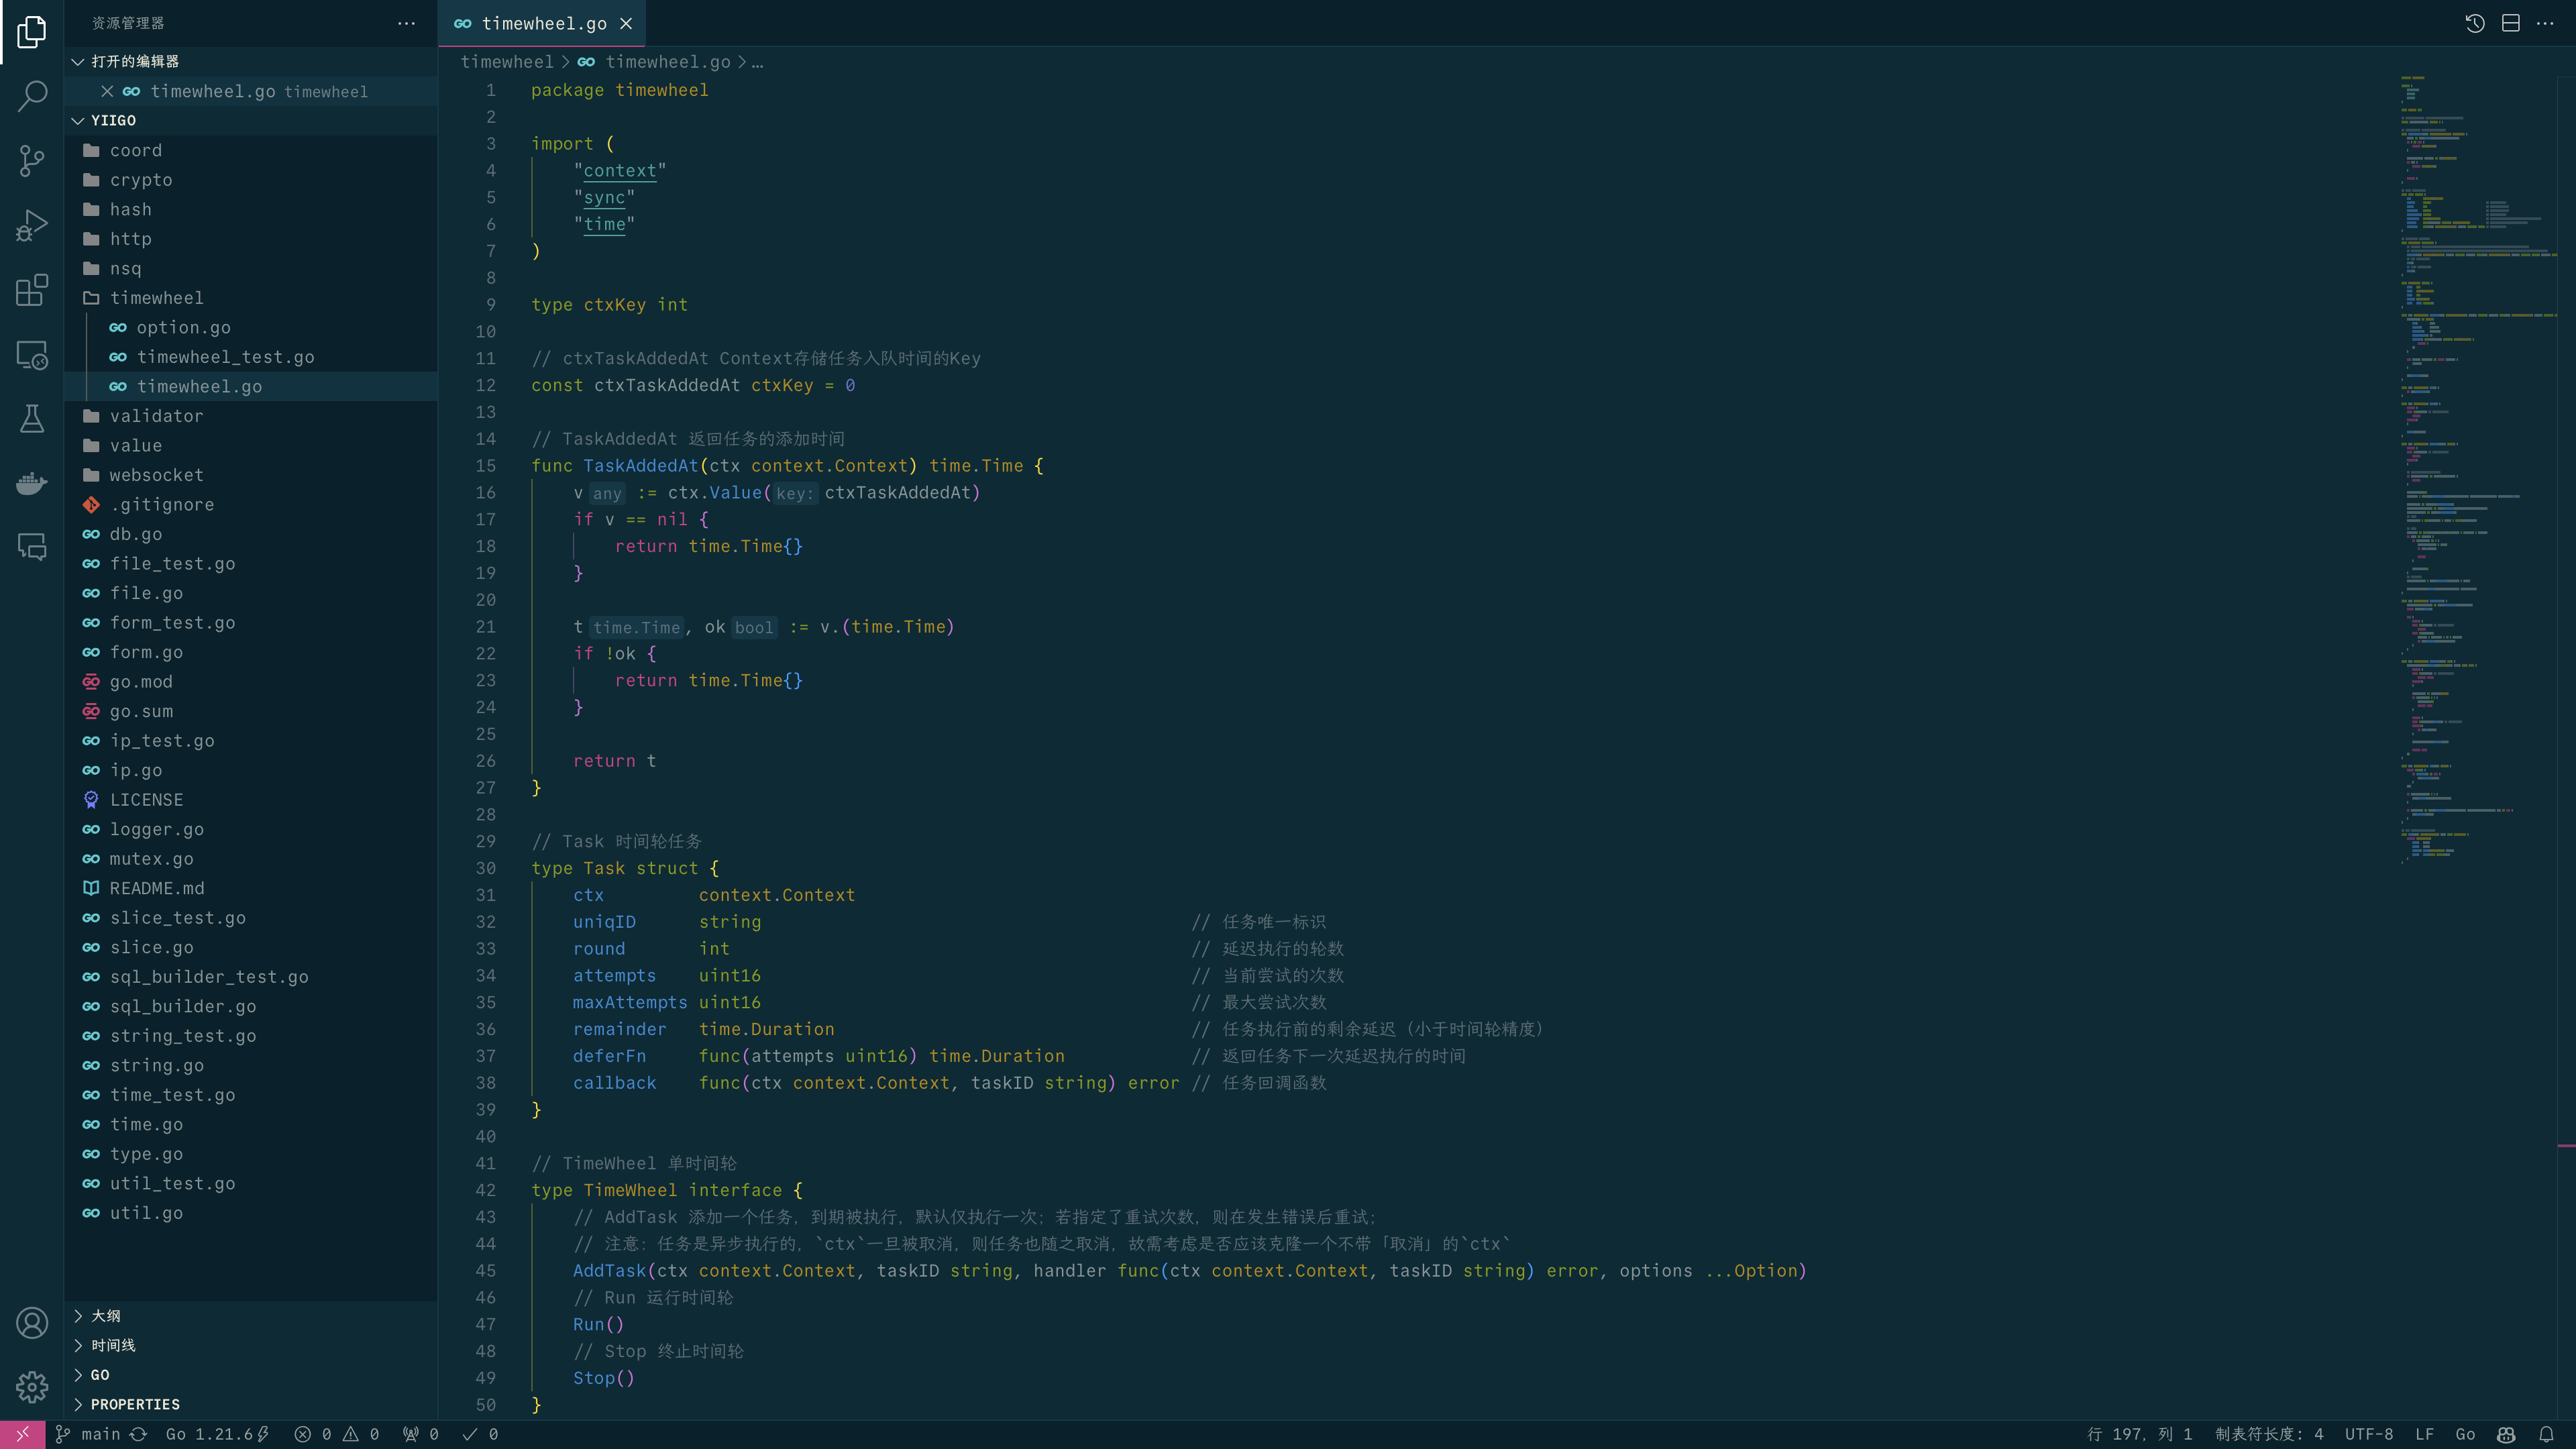 资源管理器
打开的编辑器
timewheel.go timewheel
YIIGO
coord
crypto
hash
http
nsq
timewheel
option.go
timewheel_test.go
timewheel.go
validator
value
websocket
.gitignore
db.go
file_test.go
file.go
form_test.go
form.go
go.mod
go.sum
ip_test.go
ip.go
LICENSE
logger.go
mutex.go
README.md
slice_test.go
slice.go
sql_builder_test.go
sql_builder.go
string_test.go
string.go
time_test.go
time.go
type.go
util_test.go
util.go
大纲
时间线
GO
PROPERTIES
timewheel.go
timewheel > timewheel.go > ...
1 package timewheel
2
3 import (
4     "context"
5     "sync"
6     "time"
7 )
8
9 type ctxKey int
10
11 // ctxTaskAddedAt Context存储任务入队时间的Key
12 const ctxTaskAddedAt ctxKey = 0
13
14 // TaskAddedAt 返回任务的添加时间
15 func TaskAddedAt(ctx context.Context) time.Time {
16     v any := ctx.Value(key: ctxTaskAddedAt)
17     if v == nil {
18         return time.Time{}
19     }
20
21     t time.Time, ok bool := v.(time.Time)
22     if !ok {
23         return time.Time{}
24     }
25
26     return t
27 }
28
29 // Task 时间轮任务
30 type Task struct {
31     ctx         context.Context
32     uniqID      string                                         // 任务唯一标识
33     round       int                                            // 延迟执行的轮数
34     attempts    uint16                                         // 当前尝试的次数
35     maxAttempts uint16                                         // 最大尝试次数
36     remainder   time.Duration                                  // 任务执行前的剩余延迟（小于时间轮精度）
37     deferFn     func(attempts uint16) time.Duration            // 返回任务下一次延迟执行的时间
38     callback    func(ctx context.Context, taskID string) error // 任务回调函数
39 }
40
41 // TimeWheel 单时间轮
42 type TimeWheel interface {
43     // AddTask 添加一个任务，到期被执行，默认仅执行一次；若指定了重试次数，则在发生错误后重试；
44     // 注意：任务是异步执行的，`ctx`一旦被取消，则任务也随之取消，故需考虑是否应该克隆一个不带「取消」的`ctx`
45     AddTask(ctx context.Context, taskID string, handler func(ctx context.Context, taskID string) error, options ...Option)
46     // Run 运行时间轮
47     Run()
48     // Stop 终止时间轮
49     Stop()
50 }
main Go 1.21.6 0 0 0 0 行 197，列 1 制表符长度: 4 UTF-8 LF Go